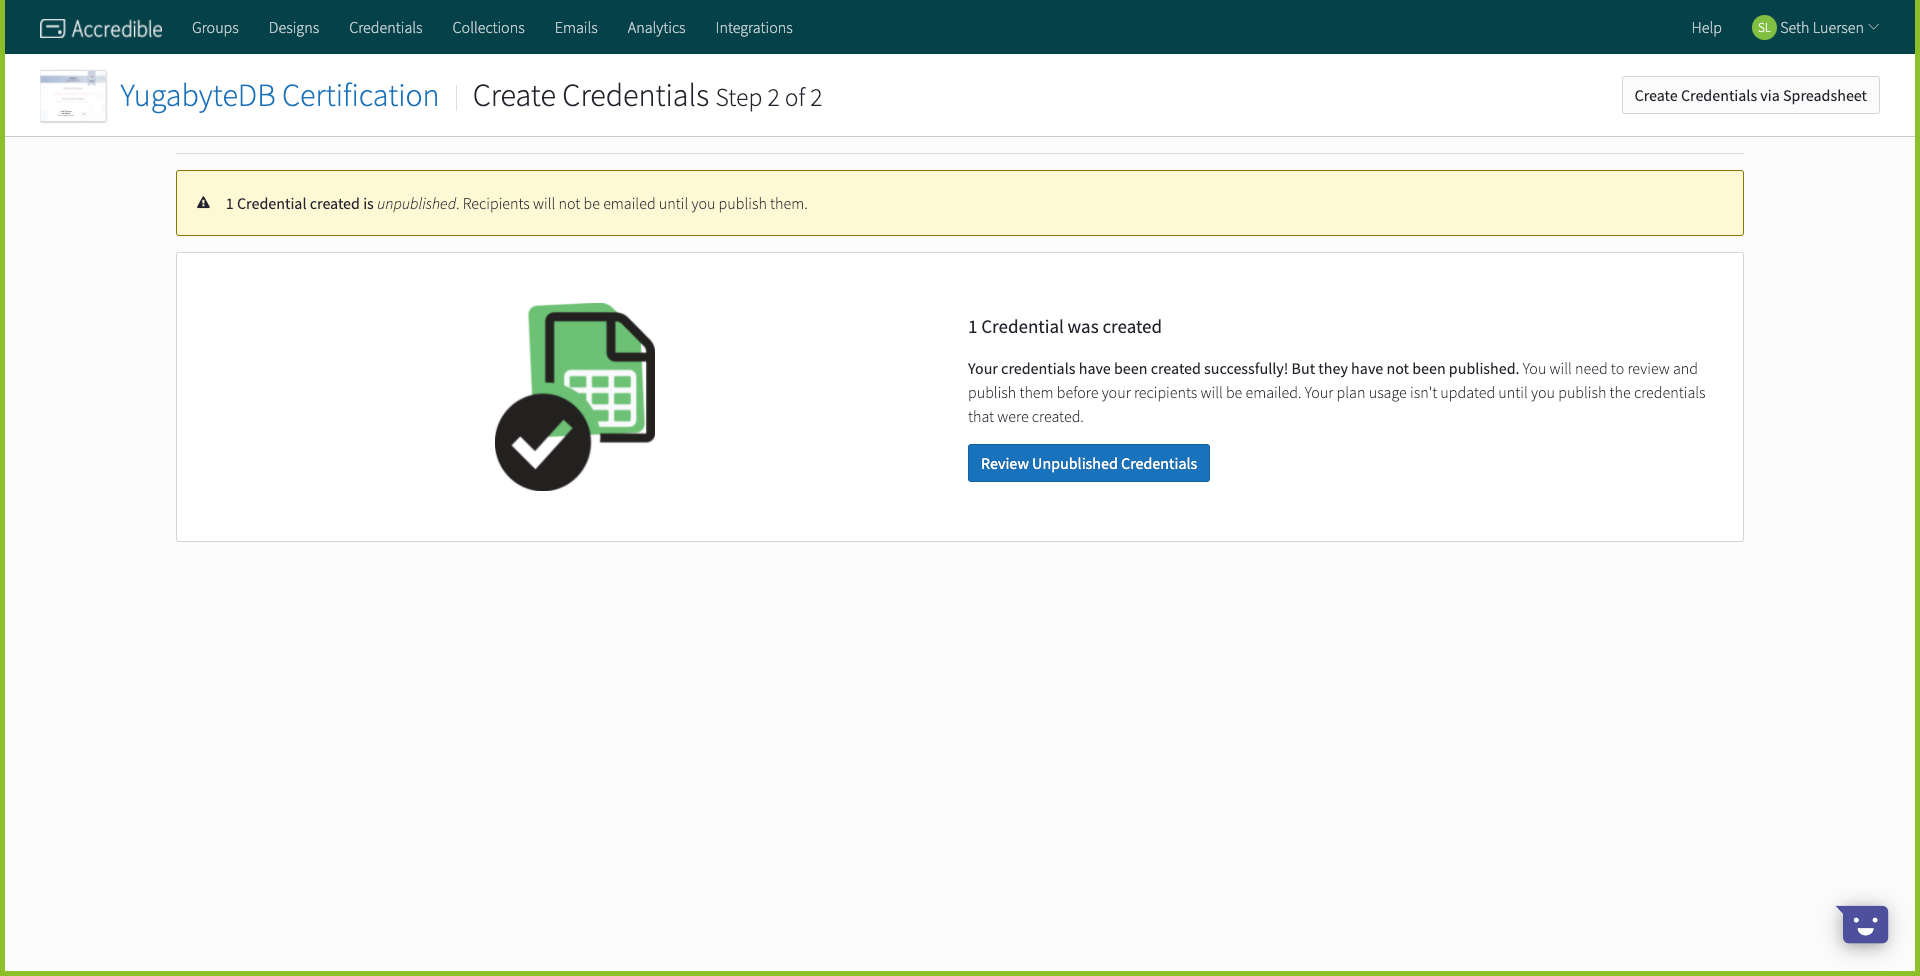 Accredible Groups Designs Credentials Collections Emails Analytics Integrations Help SL Seth Luersen
YugabyteDB Certification Create Credentials Step 2 of 2 Create Credentials via Spreadsheet
1 Credential created is unpublished. Recipients will not be emailed until you publish them.
1 Credential was created
Your credentials have been created successfully! But they have not been published. You will need to review and
publish them before your recipients will be emailed. Your plan usage isn't updated until you publish the credentials
that were created.
Review Unpublished Credentials